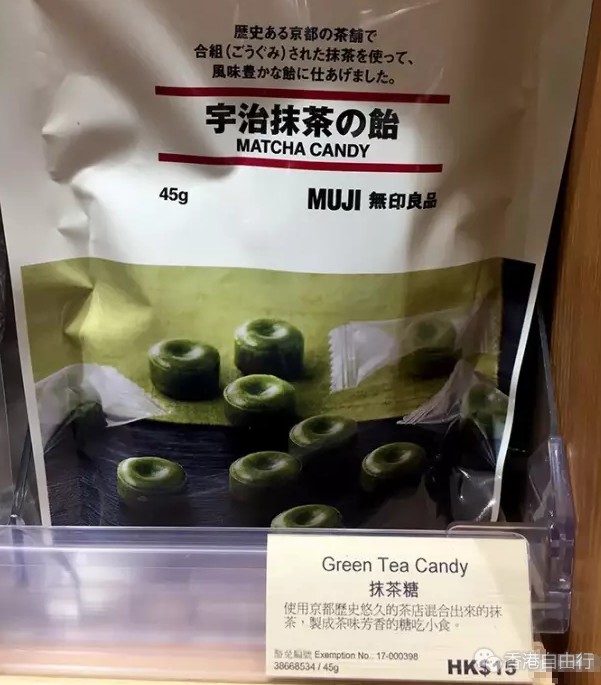 歴史ある京都の茶舗で
合組(ごうぐみ)された抹茶を使って、
風味豊かな飴に仕あげました。
宇治抹茶の飴
MATCHA CANDY
45g MUJI 無印良品
Green Tea Candy
抹茶糖
使用京都歷史悠久的茶店混合出來的抹
茶，製成茶味芳香的糖吃小食。
豁免編號 Exemption No.: 17-000398
38668534 / 45g
HK$15
香港自由行